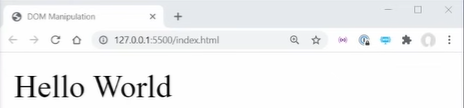 DOM Manipulation
127.0.0.1:5500/index.html
Hello World